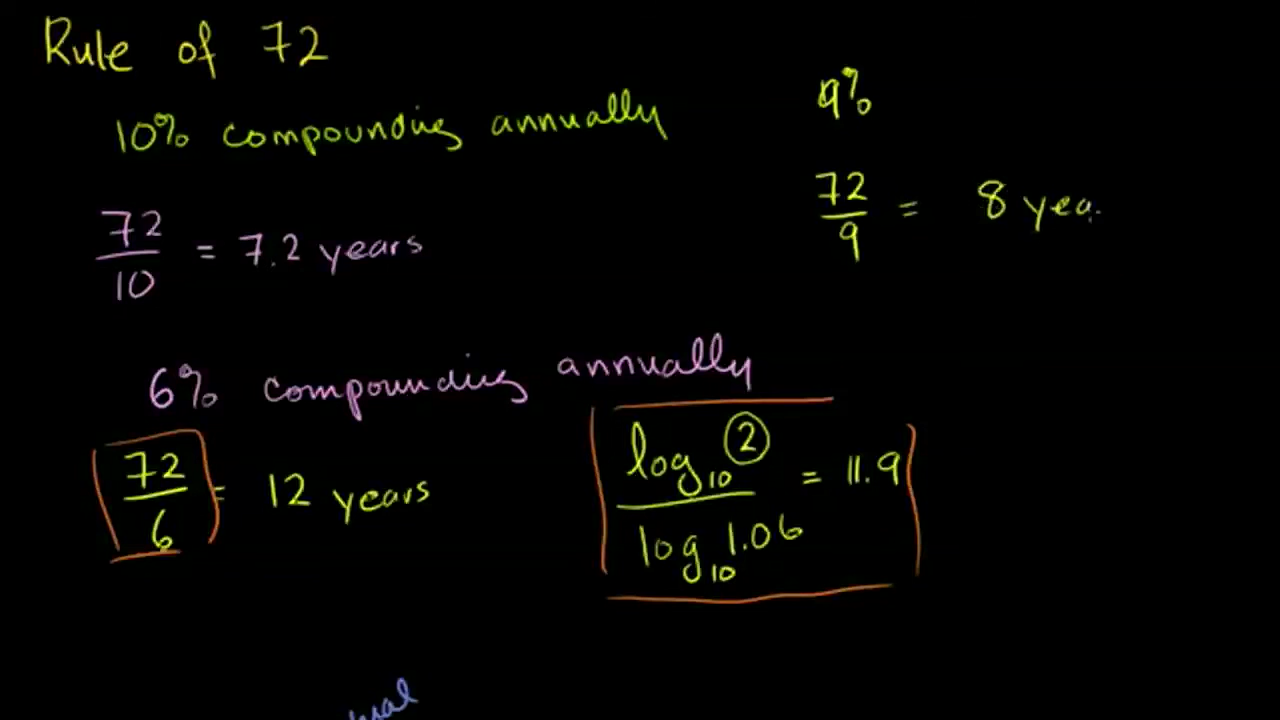 Rule of 72
10% compounding annually
9%
72/10 = 7.2 years
72/9 = 8 yea
6% compounding annually
72/6 = 12 years
log₁₀ 2 / log₁₀ 1.06 = 11.9